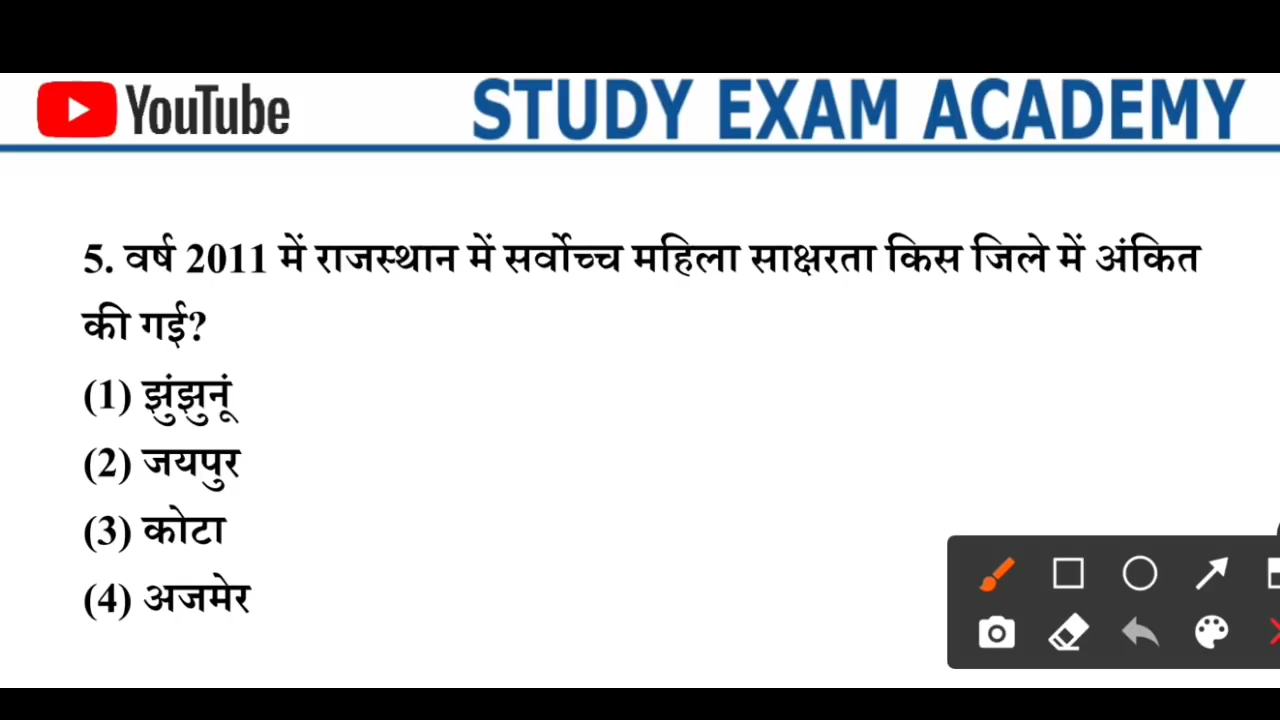 YouTube STUDY EXAM ACADEMY
5. वर्ष 2011 में राजस्थान में सर्वोच्च महिला साक्षरता किस जिले में अंकित
की गई?
(1) झुंझुनूं
(2) जयपुर
(3) कोटा
(4) अजमेर